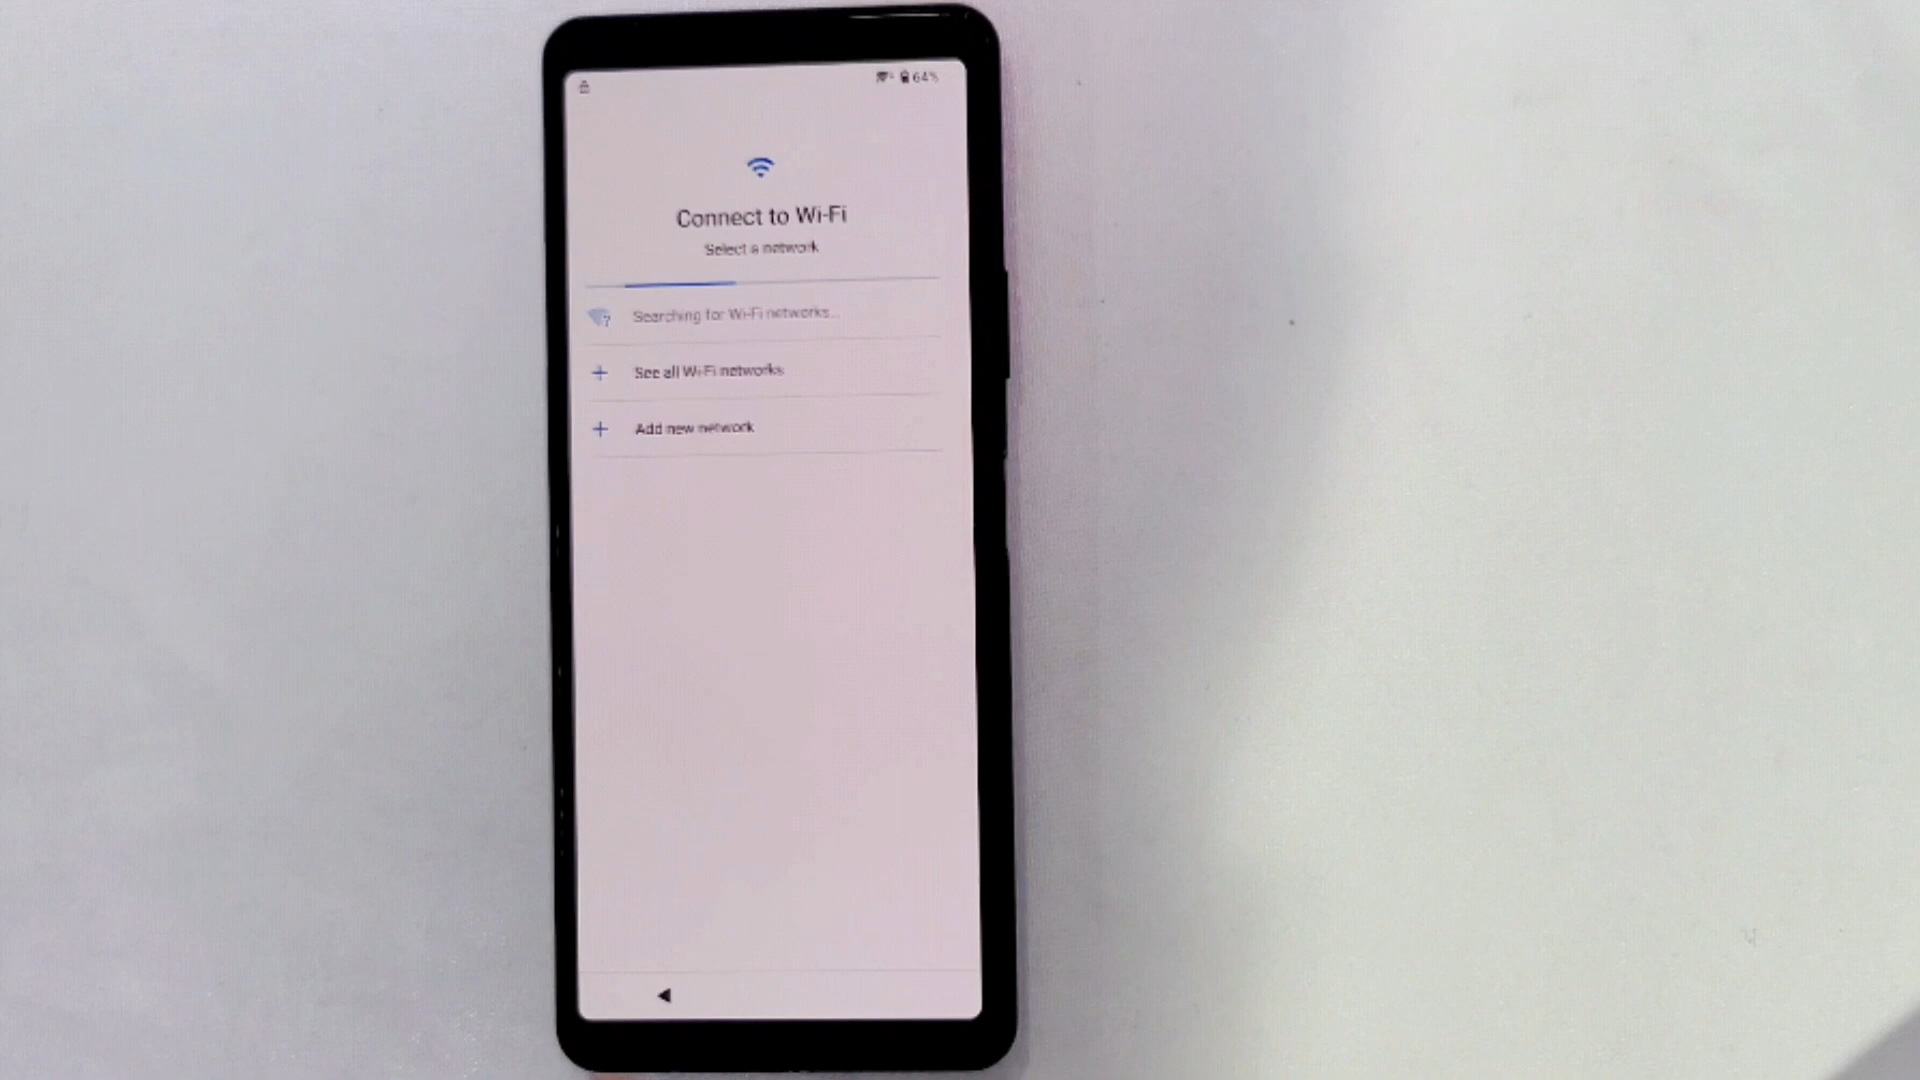 64%
Connect to Wi-Fi
Select a network
Searching for Wi-Fi networks...
See all Wi-Fi networks
Add new network